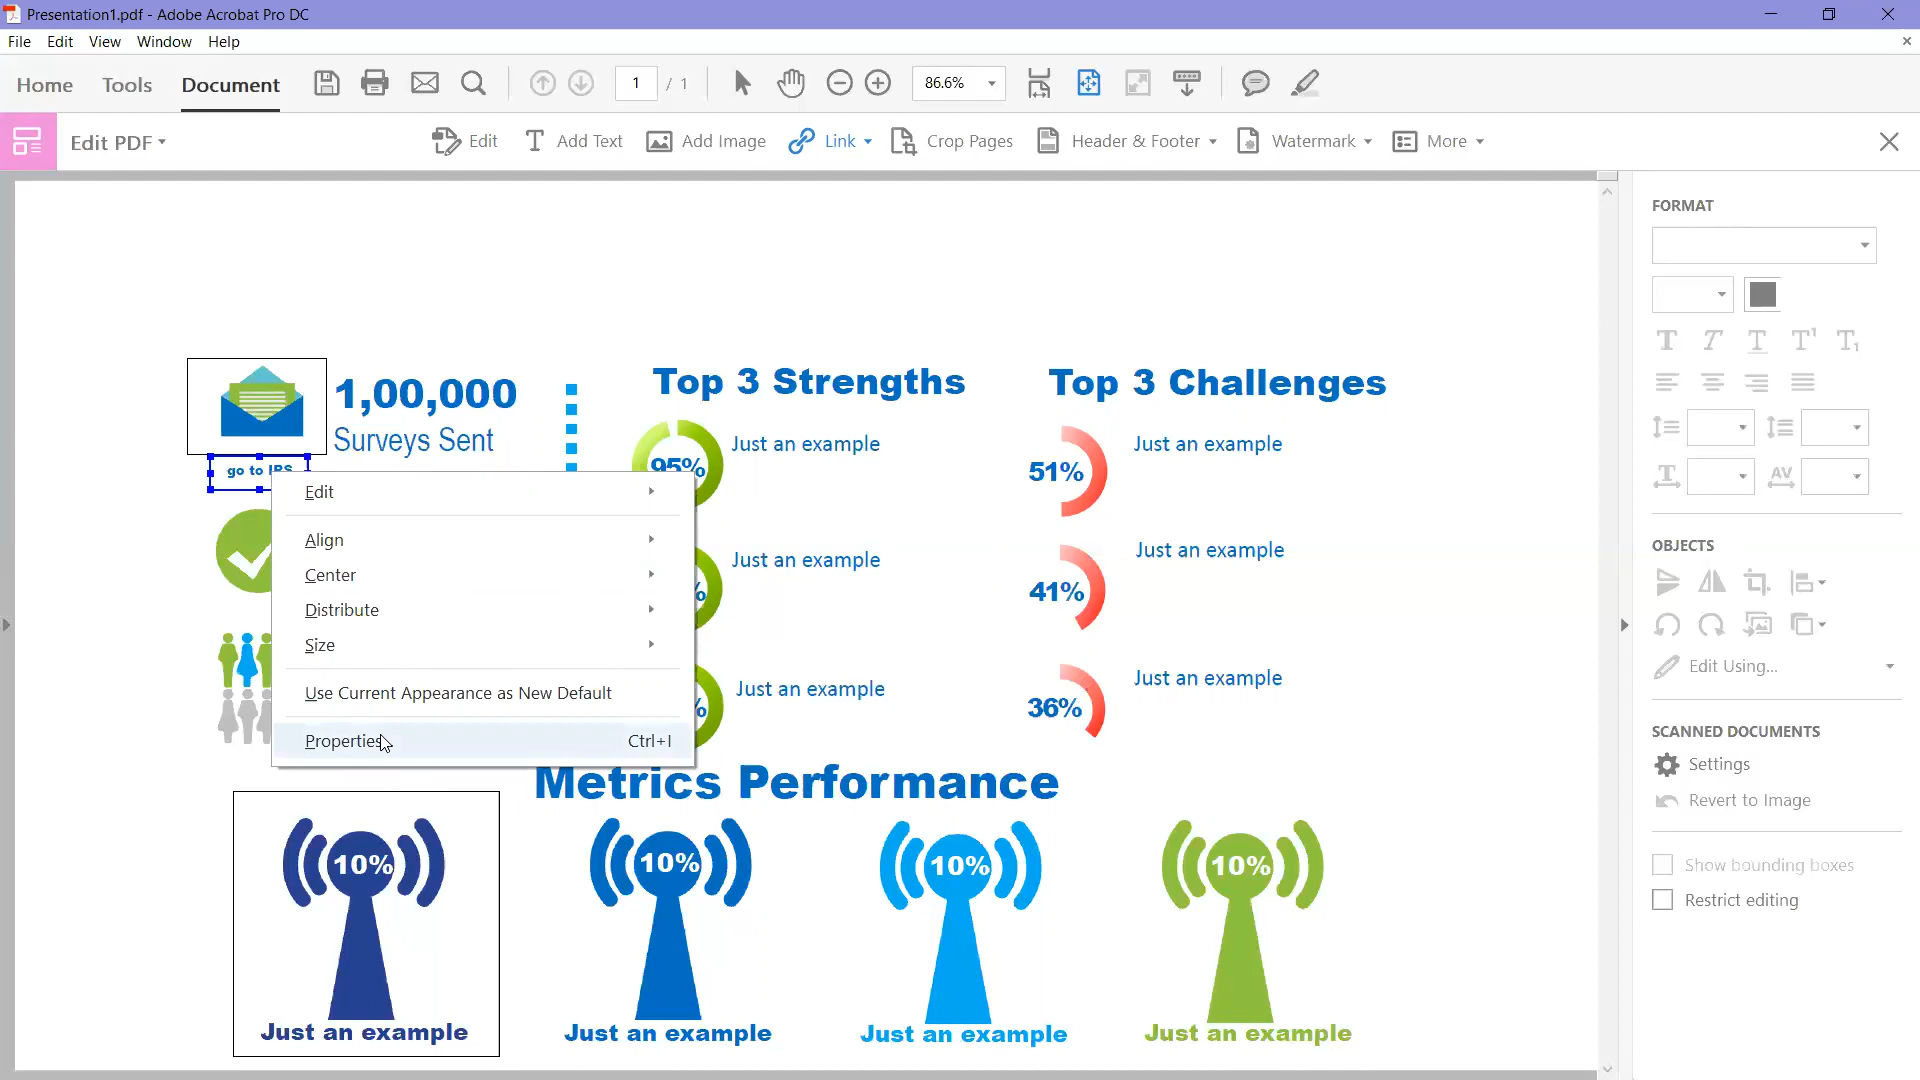 Presentation1.pdf - Adobe Acrobat Pro DC
File Edit View Window Help
Home Tools Document 1 / 1 86.6%
Edit PDF Edit Add Text Add Image Link Crop Pages Header & Footer Watermark More
FORMAT
1,00,000
Surveys Sent
go to IRS
Top 3 Strengths
95%
Just an example
Just an example
Just an example
Top 3 Challenges
51%
Just an example
41%
Just an example
36%
Just an example
Edit
Align
Center
Distribute
Size
Use Current Appearance as New Default
Properties Ctrl+I
Metrics Performance
10% 10% 10% 10%
Just an example Just an example Just an example Just an example
OBJECTS
Edit Using...
SCANNED DOCUMENTS
Settings
Revert to Image
Show bounding boxes
Restrict editing